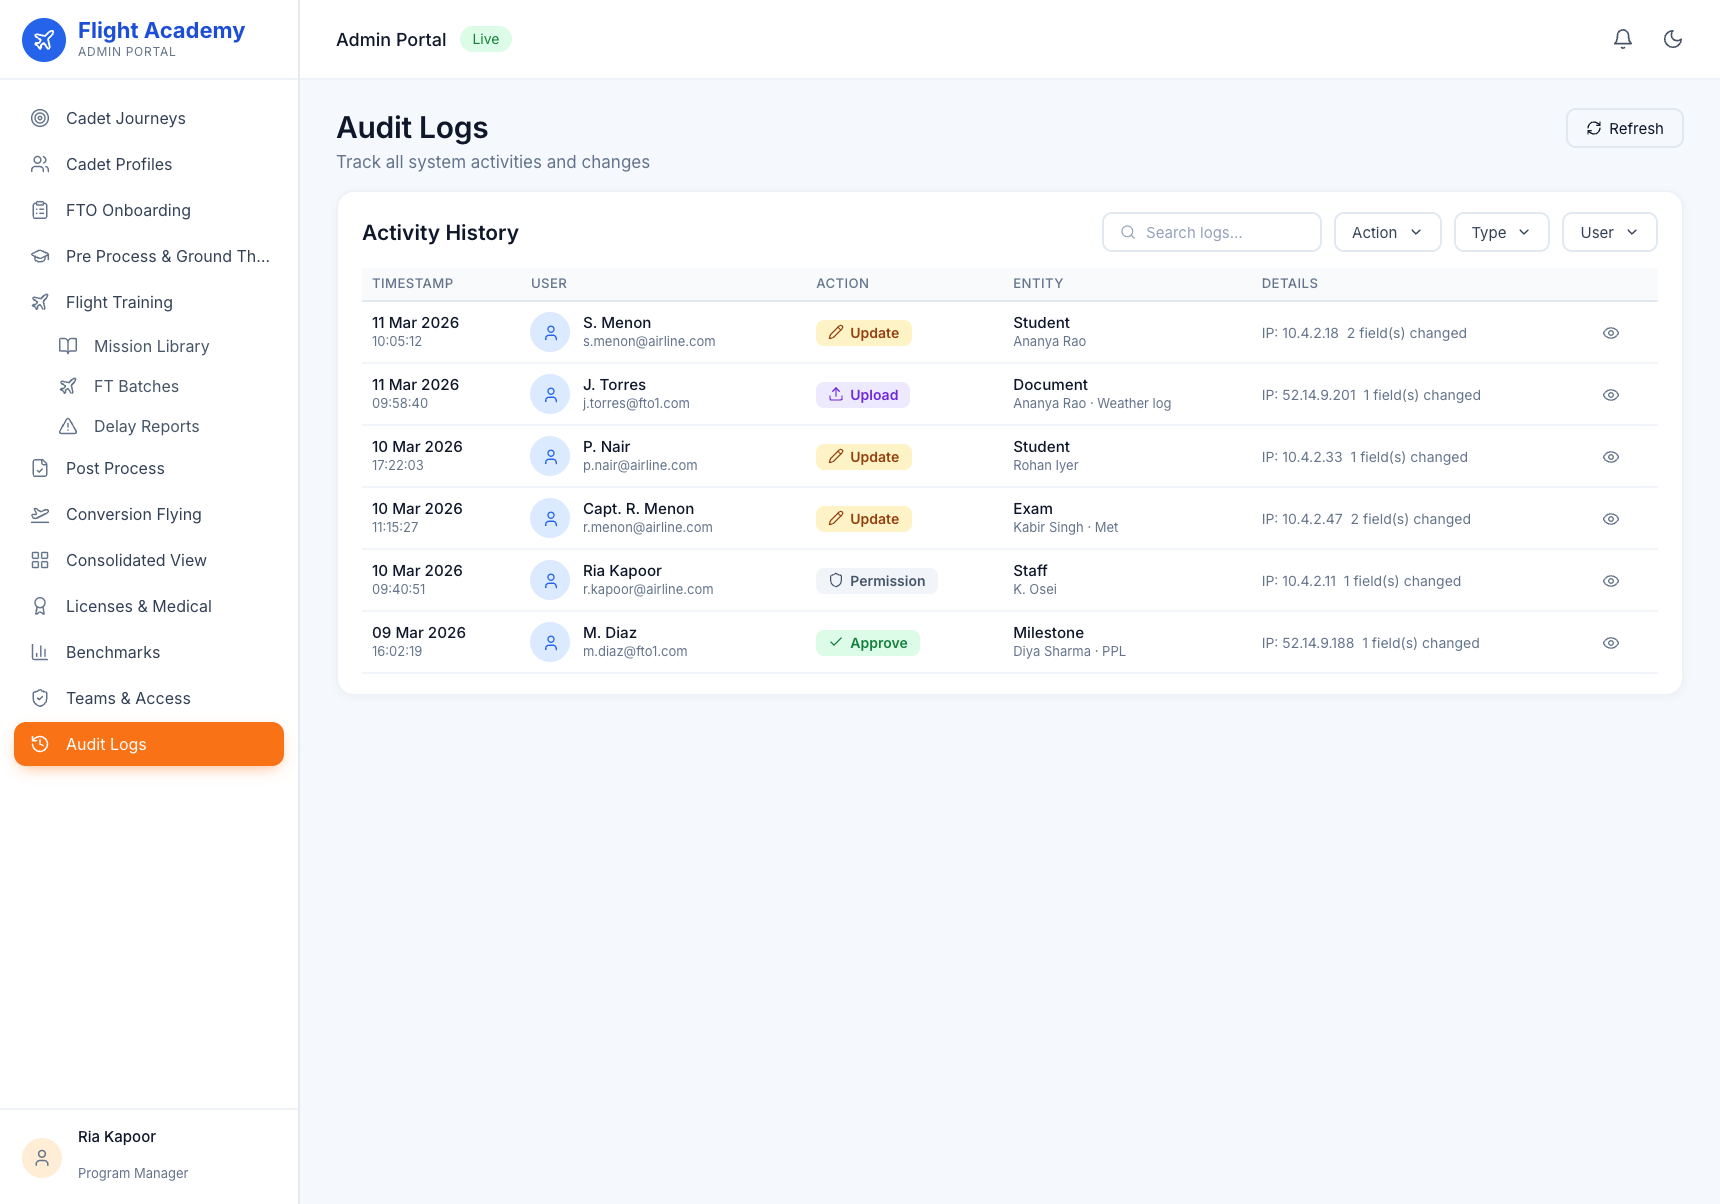 Flight Academy
ADMIN PORTAL
Cadet Journeys
Cadet Profiles
FTO Onboarding
Pre Process & Ground Th...
Flight Training
Mission Library
FT Batches
Delay Reports
Post Process
Conversion Flying
Consolidated View
Licenses & Medical
Benchmarks
Teams & Access
Audit Logs
Ria Kapoor
Program Manager
Admin Portal Live
Audit Logs
Track all system activities and changes
Refresh
Activity History
Search logs... Action Type User
TIMESTAMP USER ACTION ENTITY DETAILS
11 Mar 2026 S. Menon Update Student IP: 10.4.2.18 2 field(s) changed
10:05:12 s.menon@airline.com Ananya Rao
11 Mar 2026 J. Torres Upload Document IP: 52.14.9.201 1 field(s) changed
09:58:40 j.torres@fto1.com Ananya Rao · Weather log
10 Mar 2026 P. Nair Update Student IP: 10.4.2.33 1 field(s) changed
17:22:03 p.nair@airline.com Rohan Iyer
10 Mar 2026 Capt. R. Menon Update Exam IP: 10.4.2.47 2 field(s) changed
11:15:27 r.menon@airline.com Kabir Singh · Met
10 Mar 2026 Ria Kapoor Permission Staff IP: 10.4.2.11 1 field(s) changed
09:40:51 r.kapoor@airline.com K. Osei
09 Mar 2026 M. Diaz Approve Milestone IP: 52.14.9.188 1 field(s) changed
16:02:19 m.diaz@fto1.com Diya Sharma · PPL